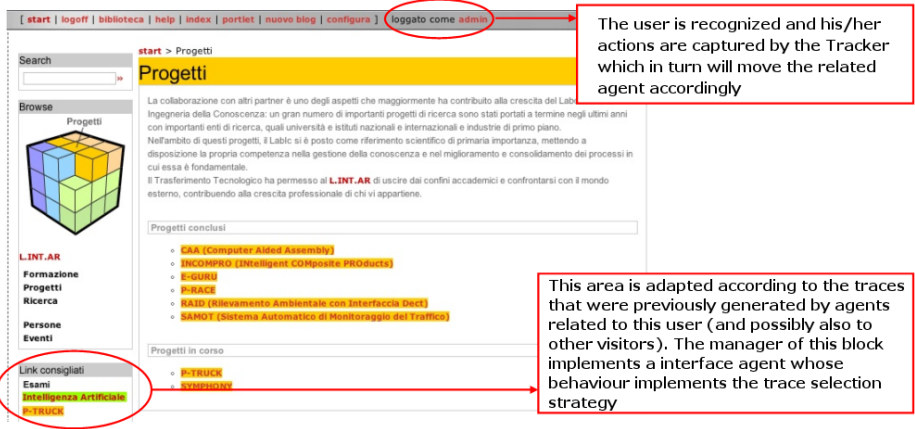 [ start | logoff | biblioteca | help | index | portlet | nuovo blog | configura ] loggato come admin
The user is recognized and his/her
actions are captured by the Tracker
which in turn will move the related
agent accordingly
start > Progetti
Search
»
Progetti
Browse
Progetti
La collaborazione con altri partner è uno degli aspetti che maggiormente ha contribuito alla crescita del
Ingegneria della Conoscenza: un gran numero di importanti progetti di ricerca sono stati portati a termine negli ultimi anni
con importanti enti di ricerca, quali università e istituti nazionali e internazionali e industrie di primo piano.
Nell'ambito di questi progetti, il LabIc si è posto come riferimento scientifico di primaria importanza, mettendo a
disposizione la propria competenza nella gestione della conoscenza e nel miglioramento e consolidamento dei processi in
cui essa è fondamentale.
Il Trasferimento Tecnologico ha permesso al L.INT.AR di uscire dai confini accademici e confrontarsi con il mondo
esterno, contribuendo alla crescita professionale di chi vi appartiene.
Progetti conclusi
CAA (Computer Aided Assembly)
INCOMPRO (INtelligent COMposite PROducts)
E-GURU
P-RACE
RAID (Rilevamento Ambientale con Interfaccia Dect)
SAMOT (Sistema Automatico di Monitoraggio del Traffico)
Progetti in corso
P-TRUCK
SYMPHONY
L.INT.AR
Formazione
Progetti
Ricerca
Persone
Eventi
Link consigliati
Esami
Intelligenza Artificiale
P-TRUCK
This area is adapted according to the traces
that were previously generated by agents
related to this user (and possibly also to
other visitors). The manager of this block
implements a interface agent whose
behaviour implements the trace selection
strategy